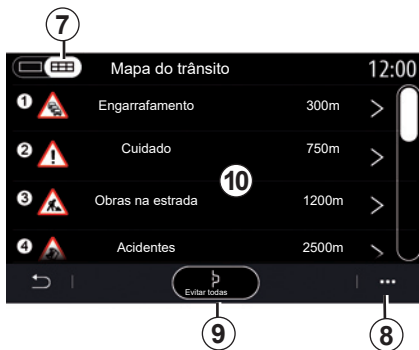 7
Mapa do trânsito 12:00
1 Engarrafamento 300m
2 Cuidado 750m
10
3 Obras na estrada 1200m
4 Acidentes 2500m
Evitar todas
9 8